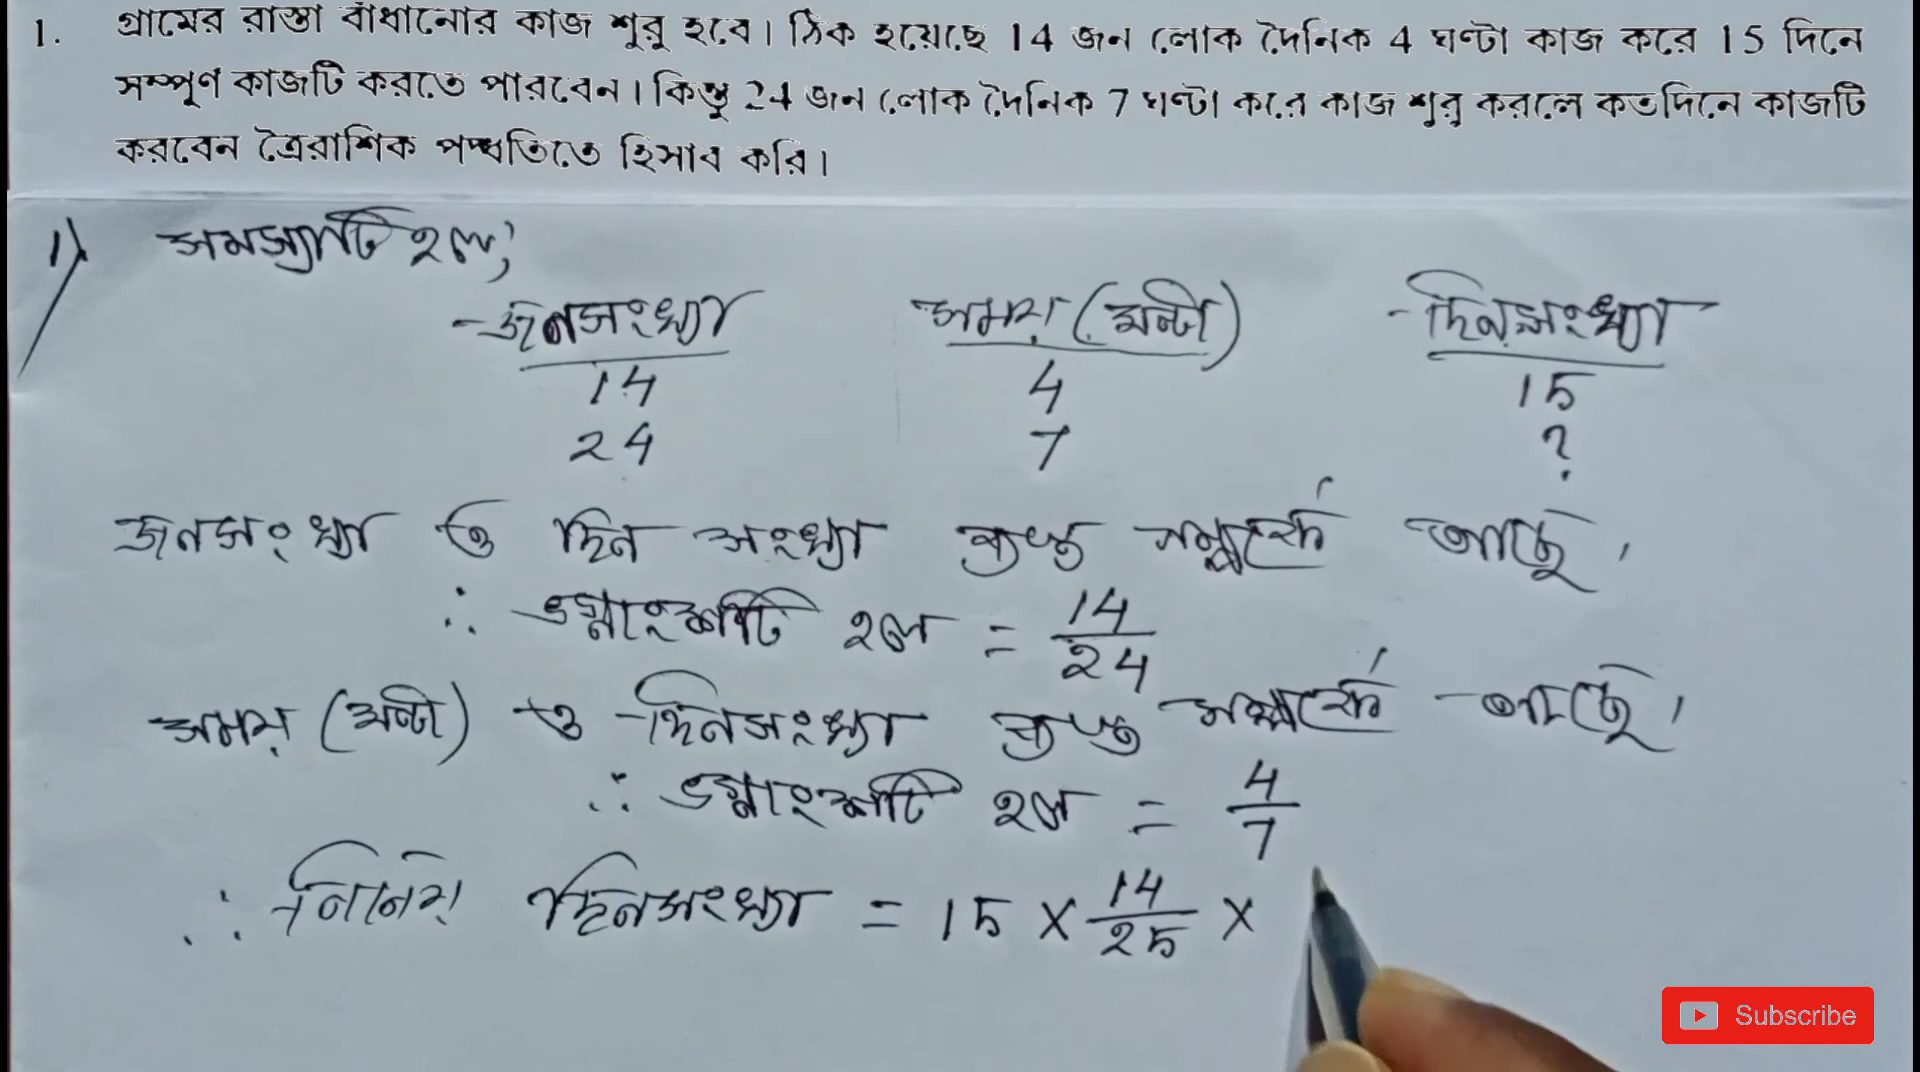 1. গ্রামের রাস্তা বাঁধানোর কাজ শুরু হবে। ঠিক হয়েছে 14 জন লোক দৈনিক 4 ঘণ্টা কাজ করে 15 দিনে
সম্পূর্ণ কাজটি করতে পারবেন। কিন্তু 24 জন লোক দৈনিক 7 ঘণ্টা করে কাজ শুরু করলে কতদিনে কাজটি
করবেন ত্রৈরাশিক পদ্ধতিতে হিসাব করি।
1) সমস্যাটি হল,
জনসংখ্যা সময় (ঘন্টা) দিনসংখ্যা
14 4 15
24 7 ?
জনসংখ্যা ও দিন সংখ্যা ব্যস্ত সম্পর্কে আছে।
∴ ভগ্নাংশটি হল = 14/24
সময় (ঘন্টা) ও দিনসংখ্যা ব্যস্ত সম্পর্কে আছে।
∴ ভগ্নাংশটি হল = 4/7
∴ নির্নেয় দিনসংখ্যা = 15 × 14/25 ×
Subscribe